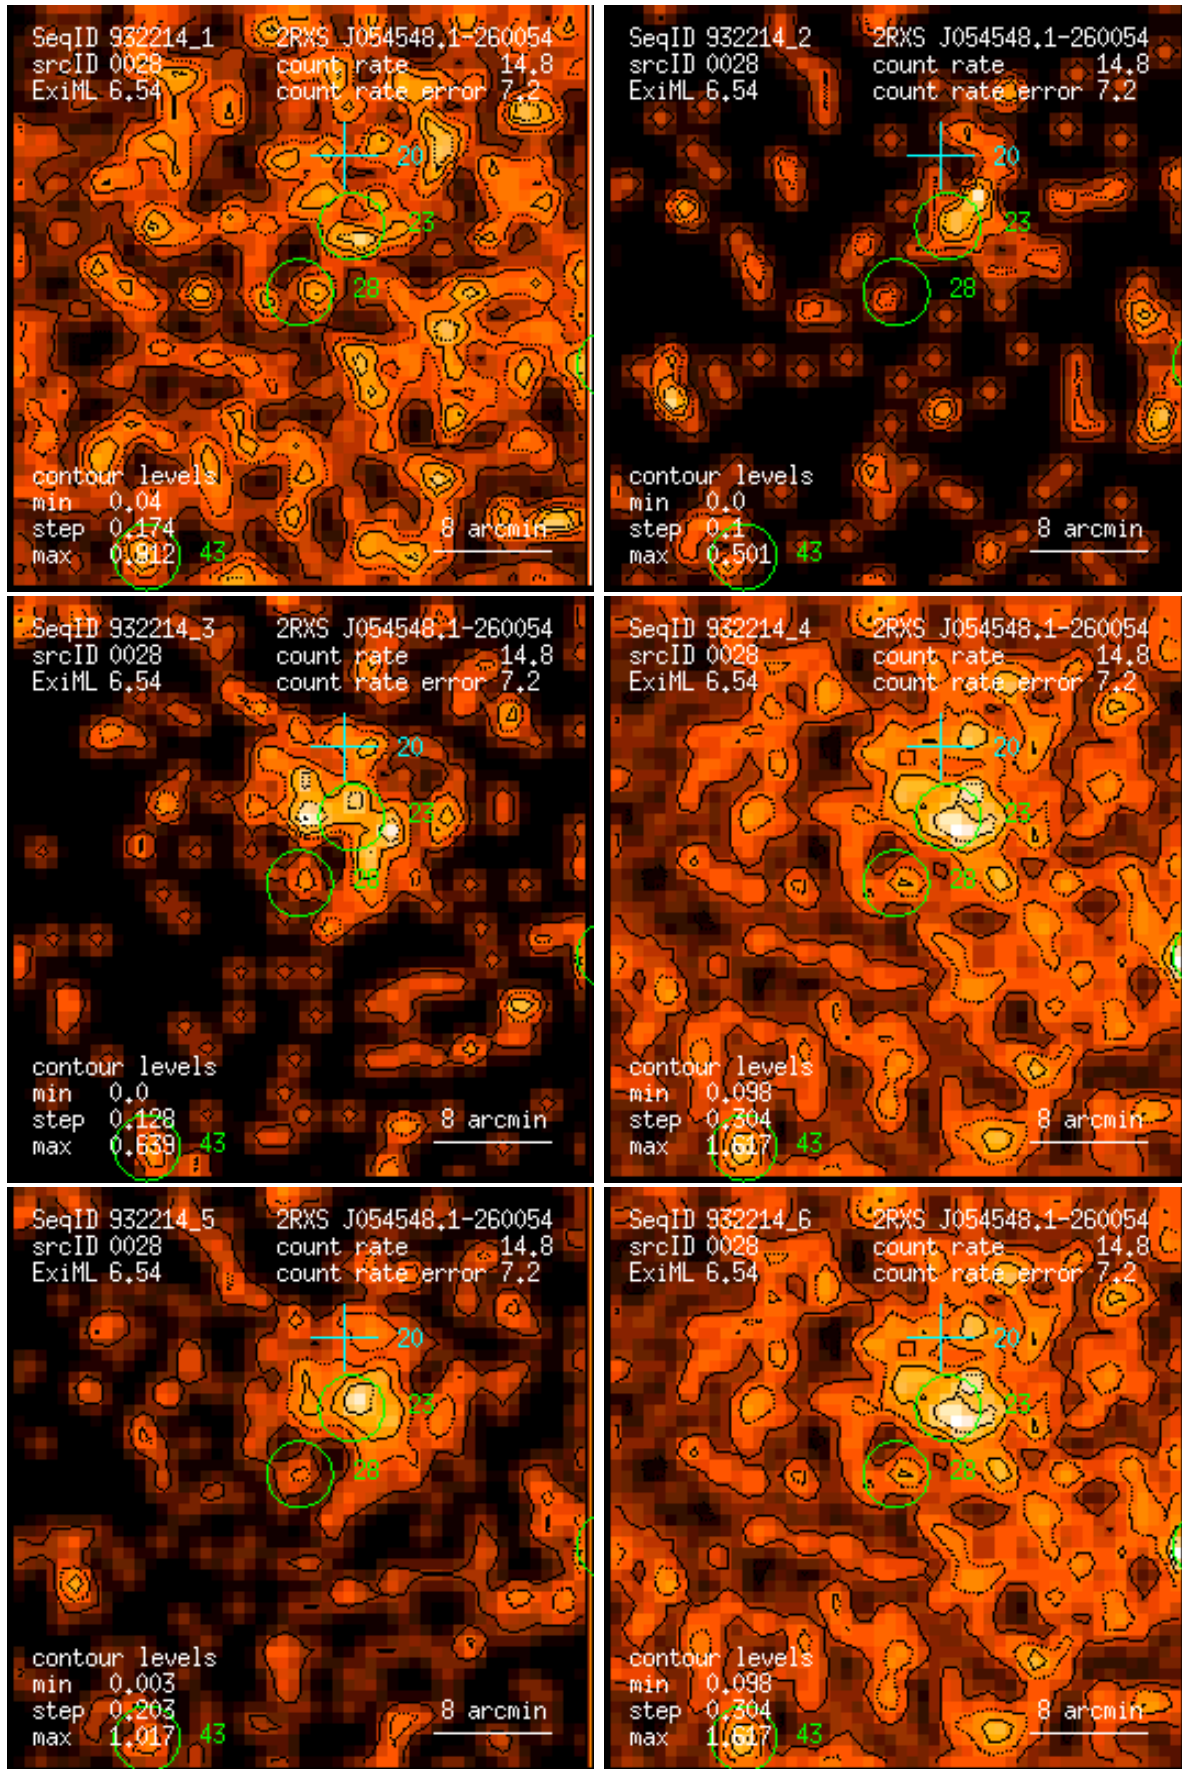 SeqID 932214_1 2RXS J054548.1-260054
srcID 0028 count rate 14.8
ExiML 6.54 count rate error 7.2
20
23
28
contour levels
min 0.04
step 0.174 8 arcmin
max 0.912 43
SeqID 932214_2 2RXS J054548.1-260054
srcID 0028 count rate 14.8
ExiML 6.54 count rate error 7.2
20
23
28
contour levels
min 0.0
step 0.1 8 arcmin
max 0.501 43
SeqID 932214_3 2RXS J054548.1-260054
srcID 0028 count rate 14.8
ExiML 6.54 count rate error 7.2
20
23
28
contour levels
min 0.0
step 0.128 8 arcmin
max 0.639 43
SeqID 932214_4 2RXS J054548.1-260054
srcID 0028 count rate 14.8
ExiML 6.54 count rate error 7.2
20
23
28
contour levels
min 0.098
step 0.304 8 arcmin
max 1.617 43
SeqID 932214_5 2RXS J054548.1-260054
srcID 0028 count rate 14.8
ExiML 6.54 count rate error 7.2
20
23
28
contour levels
min 0.003
step 0.203 8 arcmin
max 1.017 43
SeqID 932214_6 2RXS J054548.1-260054
srcID 0028 count rate 14.8
ExiML 6.54 count rate error 7.2
20
23
28
contour levels
min 0.098
step 0.304 8 arcmin
max 1.617 43